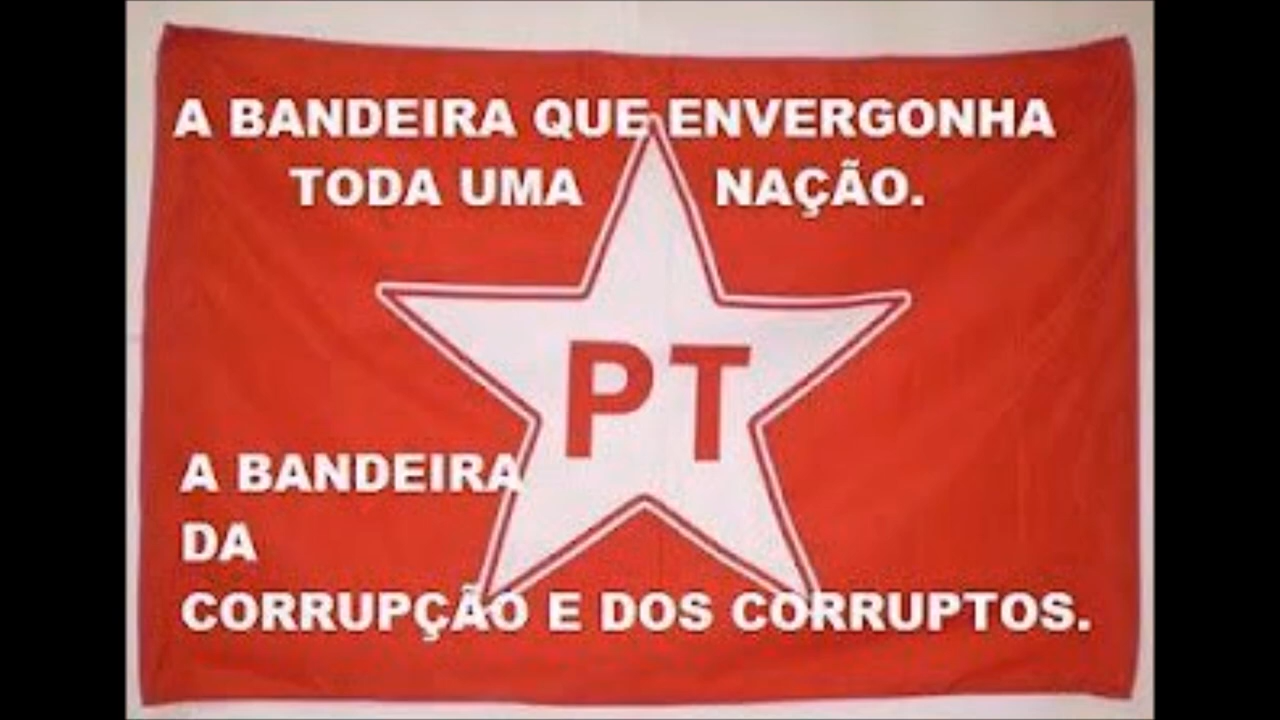 A BANDEIRA QUE ENVERGONHA
TODA UMA NAÇÃO.
PT
A BANDEIRA
DA
CORRUPÇÃO E DOS CORRUPTOS.